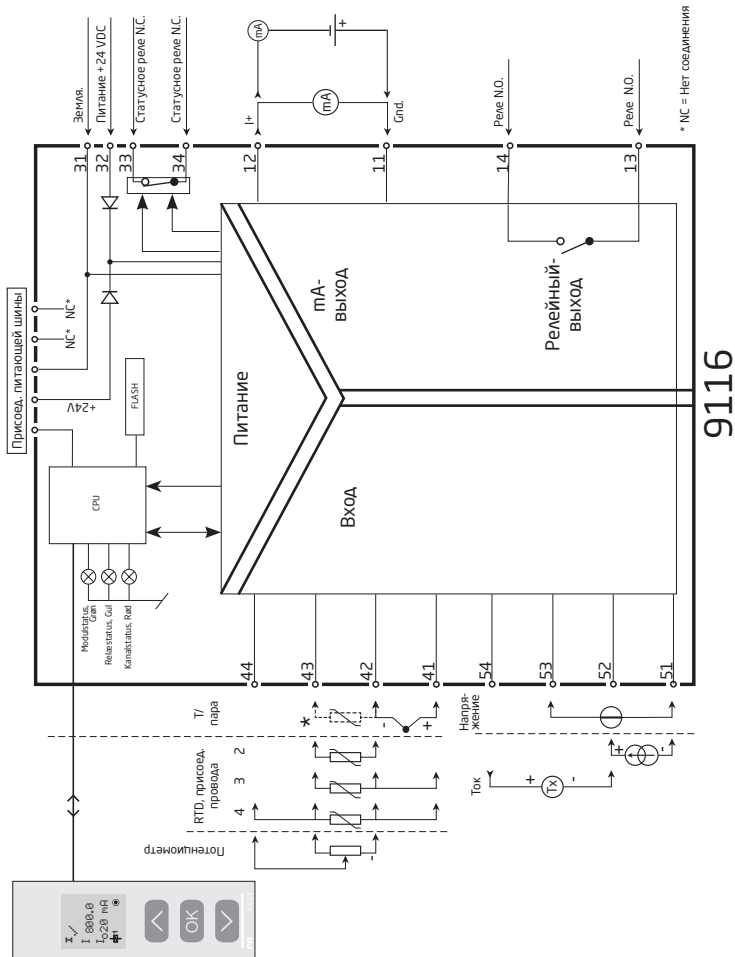 Присоед. питающей шины
+24V
NC*
NC*
Земля.
Питание +24 VDC
Статусное реле N.C.
Статусное реле N.C.
31
32
33
34
12
11
14
13
I+
Gnd.
mA
mA
+
Реле N.O.
Реле N.O.
* NC = Нет соединения
FLASH
CPU
Modulstatus,
Grøn
Relæstatus, Gul
Kanalstatus, Rød
Питание
mA-
выход
Вход
Релейный-
выход
44
43
42
41
54
53
52
51
Т/
пара
*
-
+
RTD, присоед.
провода
2
3
4
Потенциометр
-
Напря-
жение
Ток
+
Tx
-
+
-
I 800.0
Io20 mA
OK
PR
4501
9116